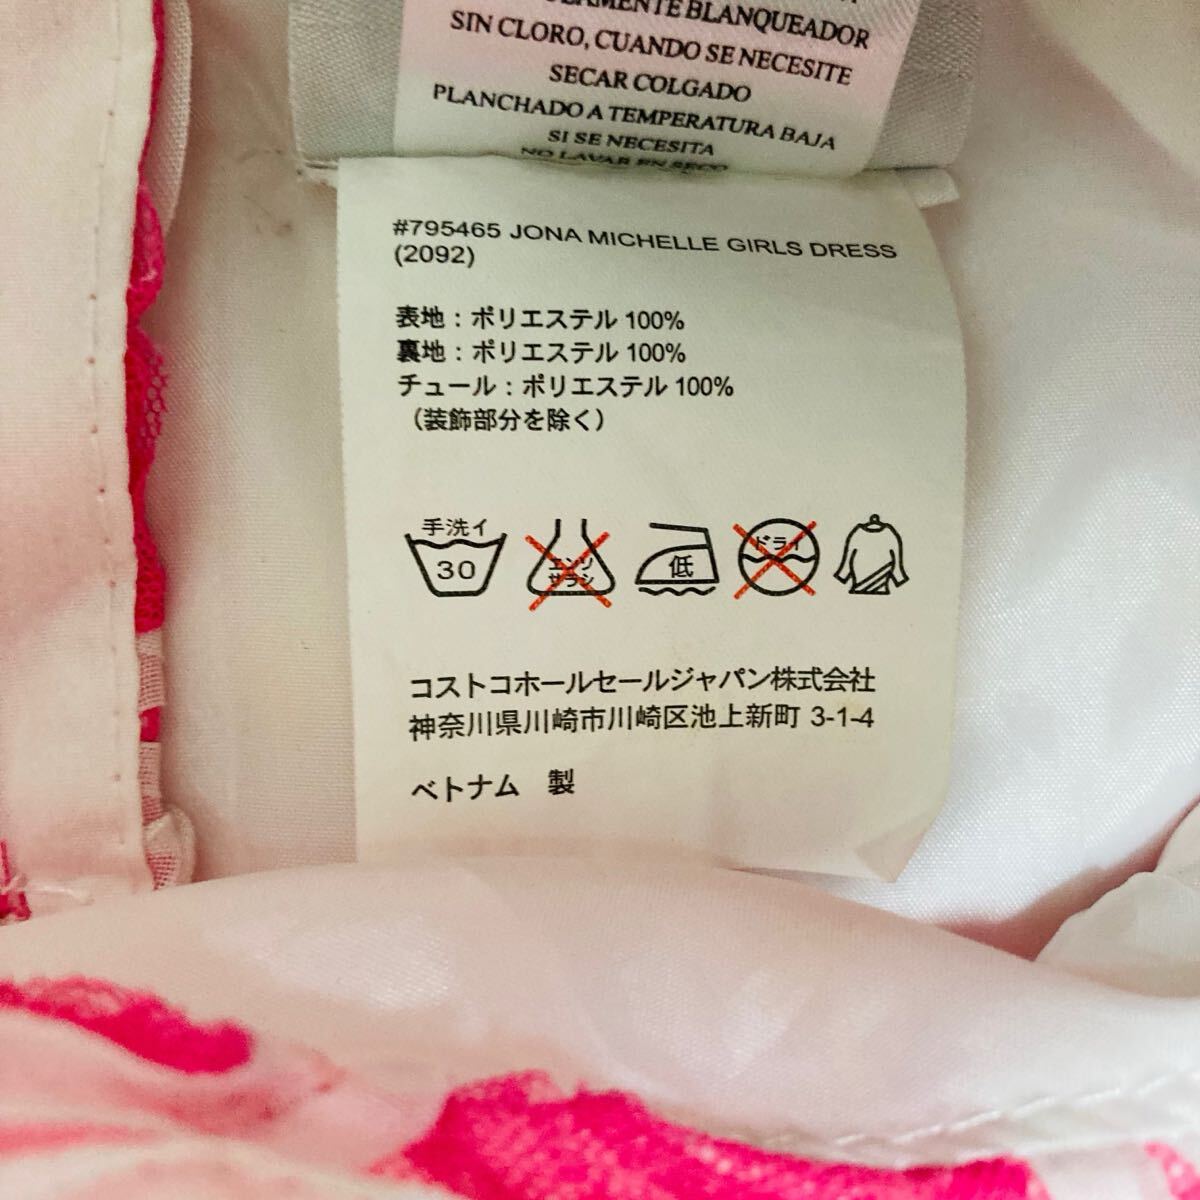 BLANQUEADOR
SIN CLORO, CUANDO SE NECESITE
SECAR COLGADO
PLANCHADO A TEMPERATURA BAJA
SI SE NECESITA
NO LAVAR EN SECO
#795465 JONA MICHELLE GIRLS DRESS
(2092)
表地：ポリエステル 100%
裏地：ポリエステル 100%
チュール：ポリエステル 100%
（装飾部分を除く）
手洗イ
30
エンソ
サラシ
低
ドライ
コストコホールセールジャパン株式会社
神奈川県川崎市川崎区池上新町 3-1-4
ベトナム 製